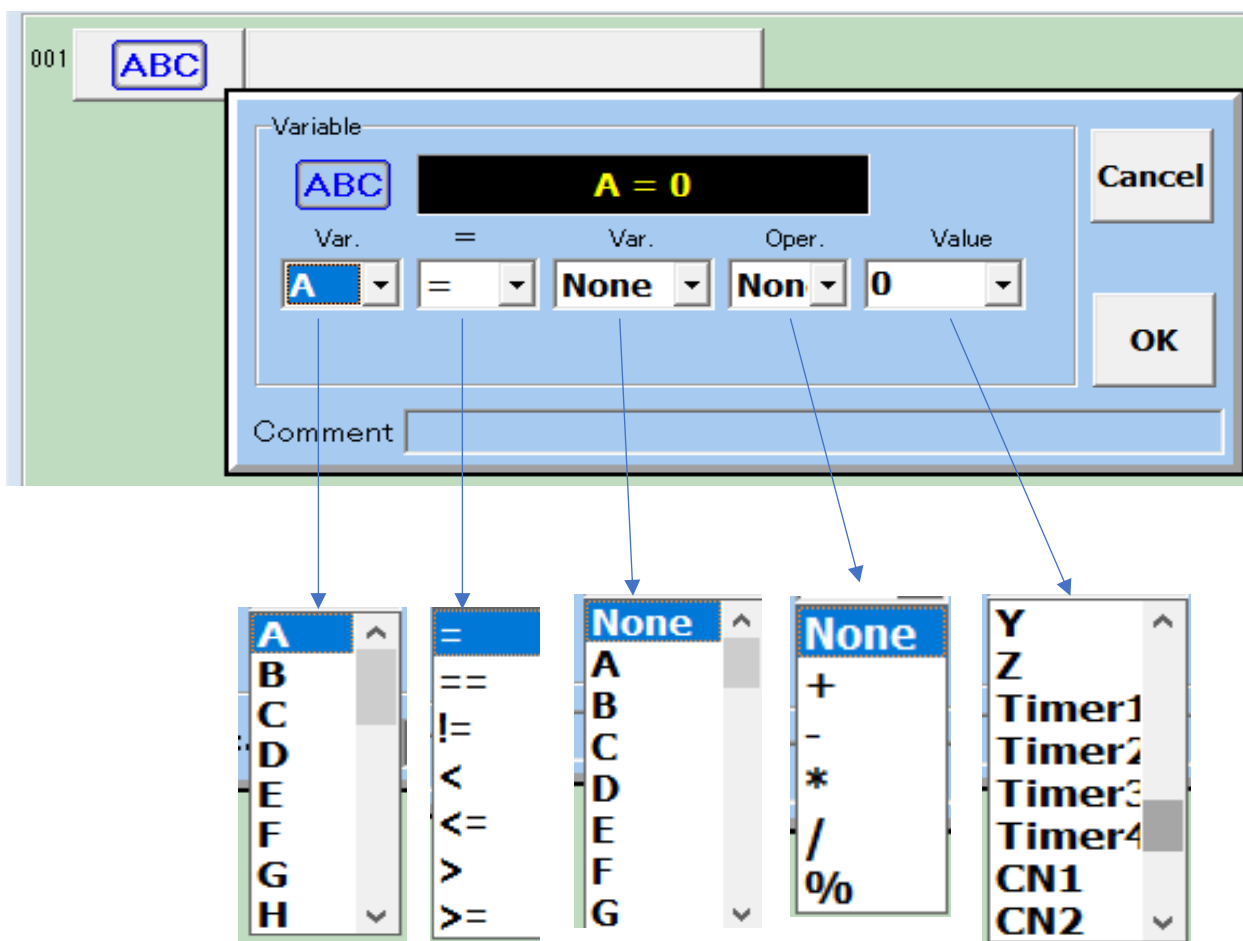 001 ABC
Variable
ABC A = 0 Cancel
Var. = Var. Oper. Value
A = None Non 0
OK
Comment
A
B
C
D
E
F
G
H
=
==
!=
<
<=
>
>=
None
A
B
C
D
E
F
G
None
+
-
*
/
%
Y
Z
Timer1
Timer2
Timer3
Timer4
CN1
CN2